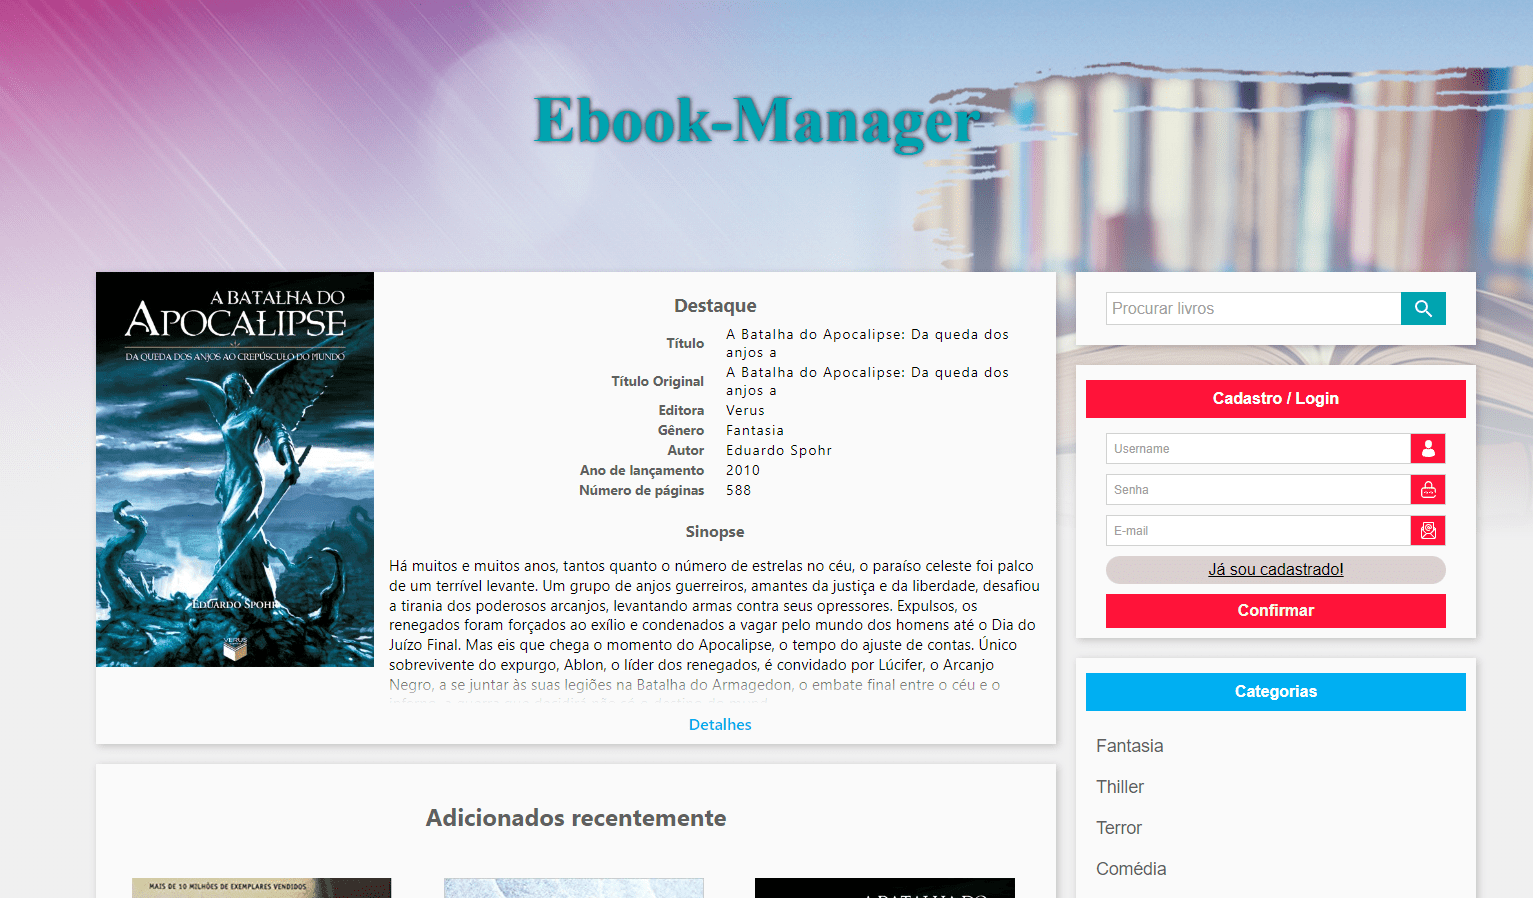 Ebook-Manager
A BATALHA DO
APOCALIPSE
DA QUEDA DOS ANJOS AO CREPÚSCULO DO MUNDO
EDUARDO SPOHR
VERUS
Destaque
Título A Batalha do Apocalipse: Da queda dos
anjos a
Título Original A Batalha do Apocalipse: Da queda dos
anjos a
Editora Verus
Gênero Fantasia
Autor Eduardo Spohr
Ano de lançamento 2010
Número de páginas 588
Sinopse
Há muitos e muitos anos, tantos quanto o número de estrelas no céu, o paraíso celeste foi palco
de um terrível levante. Um grupo de anjos guerreiros, amantes da justiça e da liberdade, desafiou
a tirania dos poderosos arcanjos, levantando armas contra seus opressores. Expulsos, os
renegados foram forçados ao exílio e condenados a vagar pelo mundo dos homens até o Dia do
Juízo Final. Mas eis que chega o momento do Apocalipse, o tempo do ajuste de contas. Único
sobrevivente do expurgo, Ablon, o líder dos renegados, é convidado por Lúcifer, o Arcanjo
Negro, a se juntar às suas legiões na Batalha do Armagedon, o embate final entre o céu e o
Detalhes
Procurar livros
Cadastro / Login
Username
Senha
E-mail
Já sou cadastrado!
Confirmar
Categorias
Fantasia
Thiller
Terror
Comédia
Adicionados recentemente
MAIS DE 10 MILHÕES DE EXEMPLARES VENDIDOS
A BATALHA DO